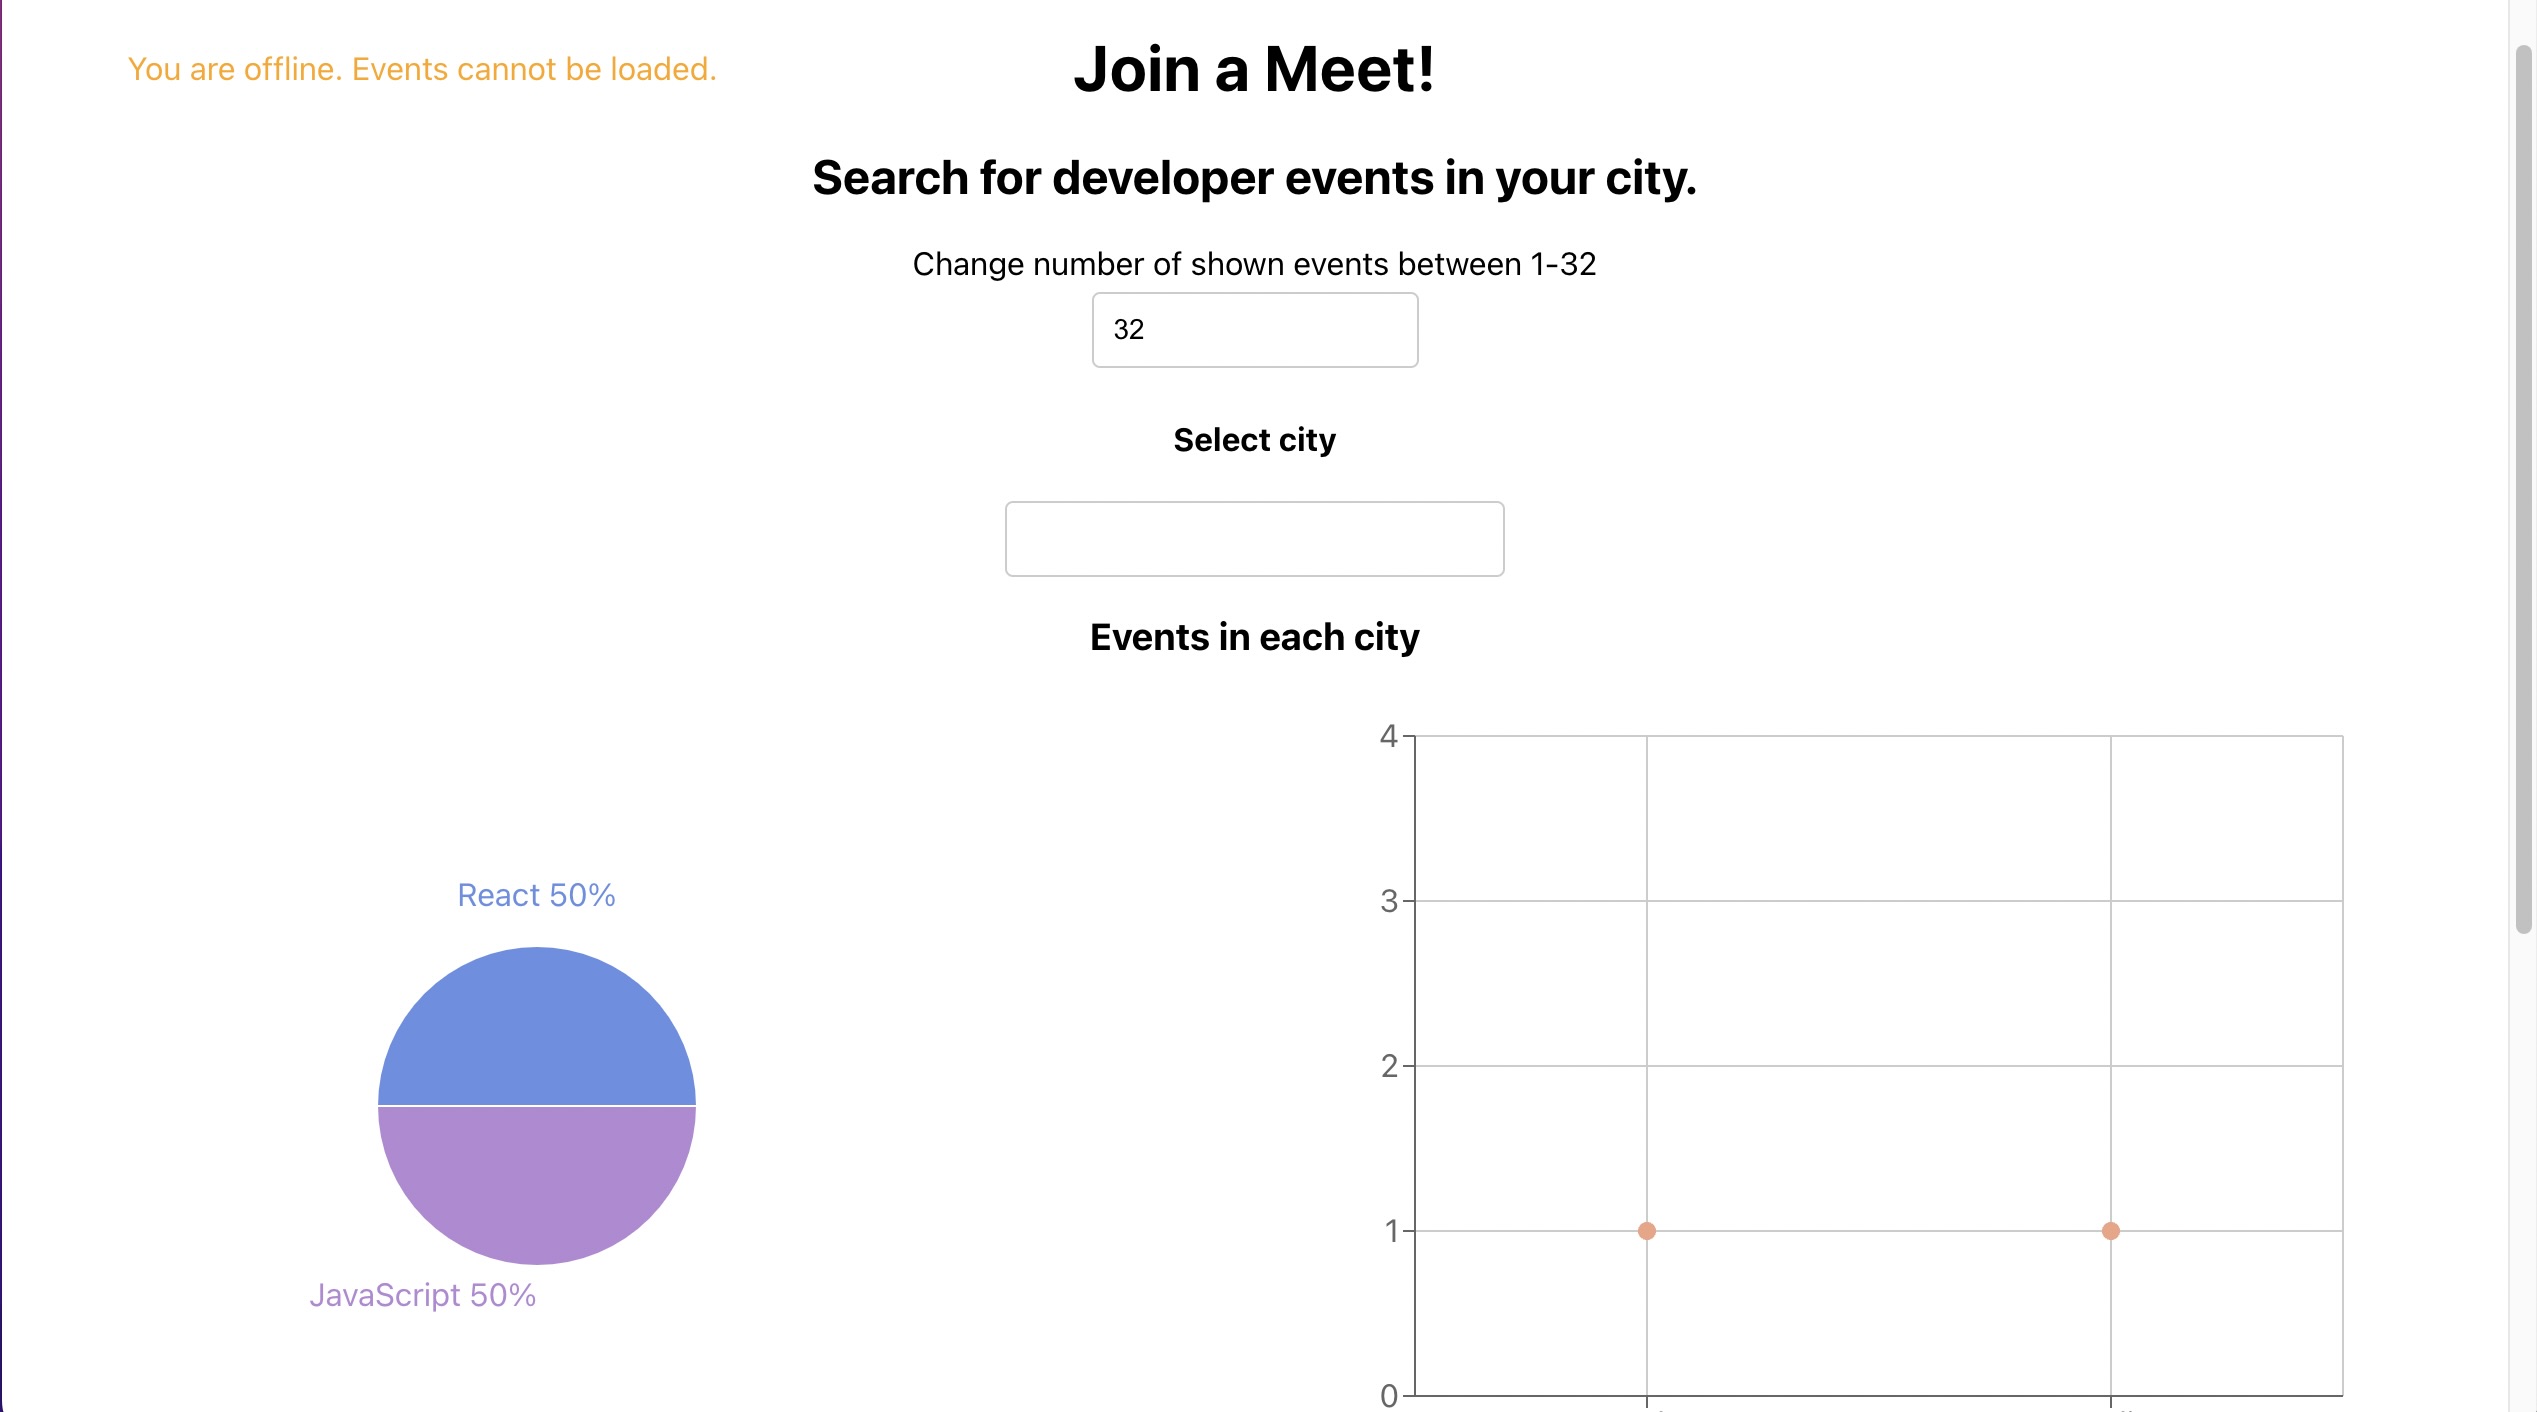 You are offline. Events cannot be loaded.
Join a Meet!
Search for developer events in your city.
Change number of shown events between 1-32
32
Select city
Events in each city
React 50%
JavaScript 50%
4
3
2
1
0